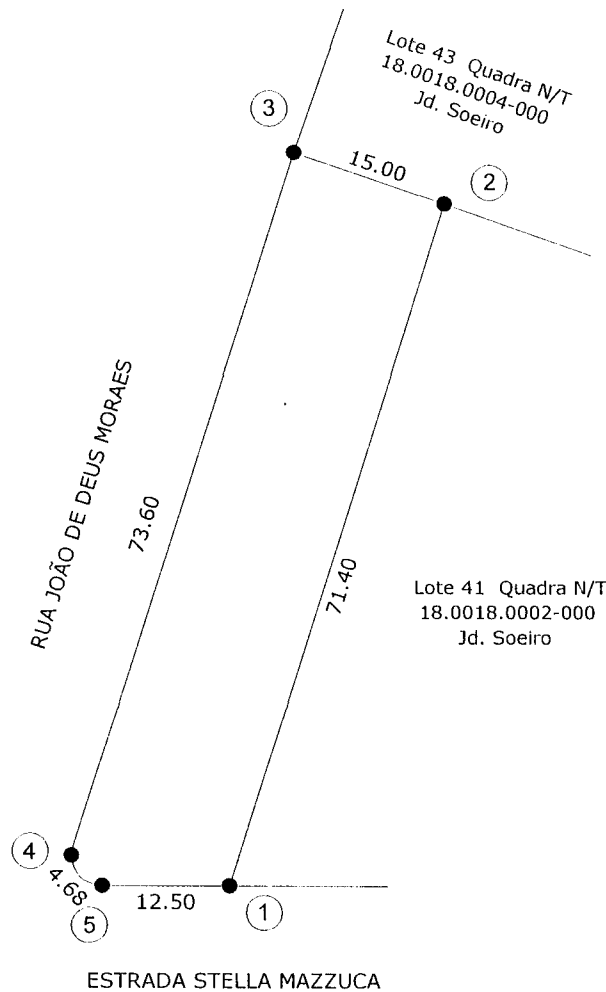 Lote 43 Quadra N/T
18.0018.0004-000
Jd. Soeiro
3
15.00
2
RUA JOÃO DE DEUS MORAES
73.60
71.40
Lote 41 Quadra N/T
18.0018.0002-000
Jd. Soeiro
4
4.68
5
12.50
1
ESTRADA STELLA MAZZUCA